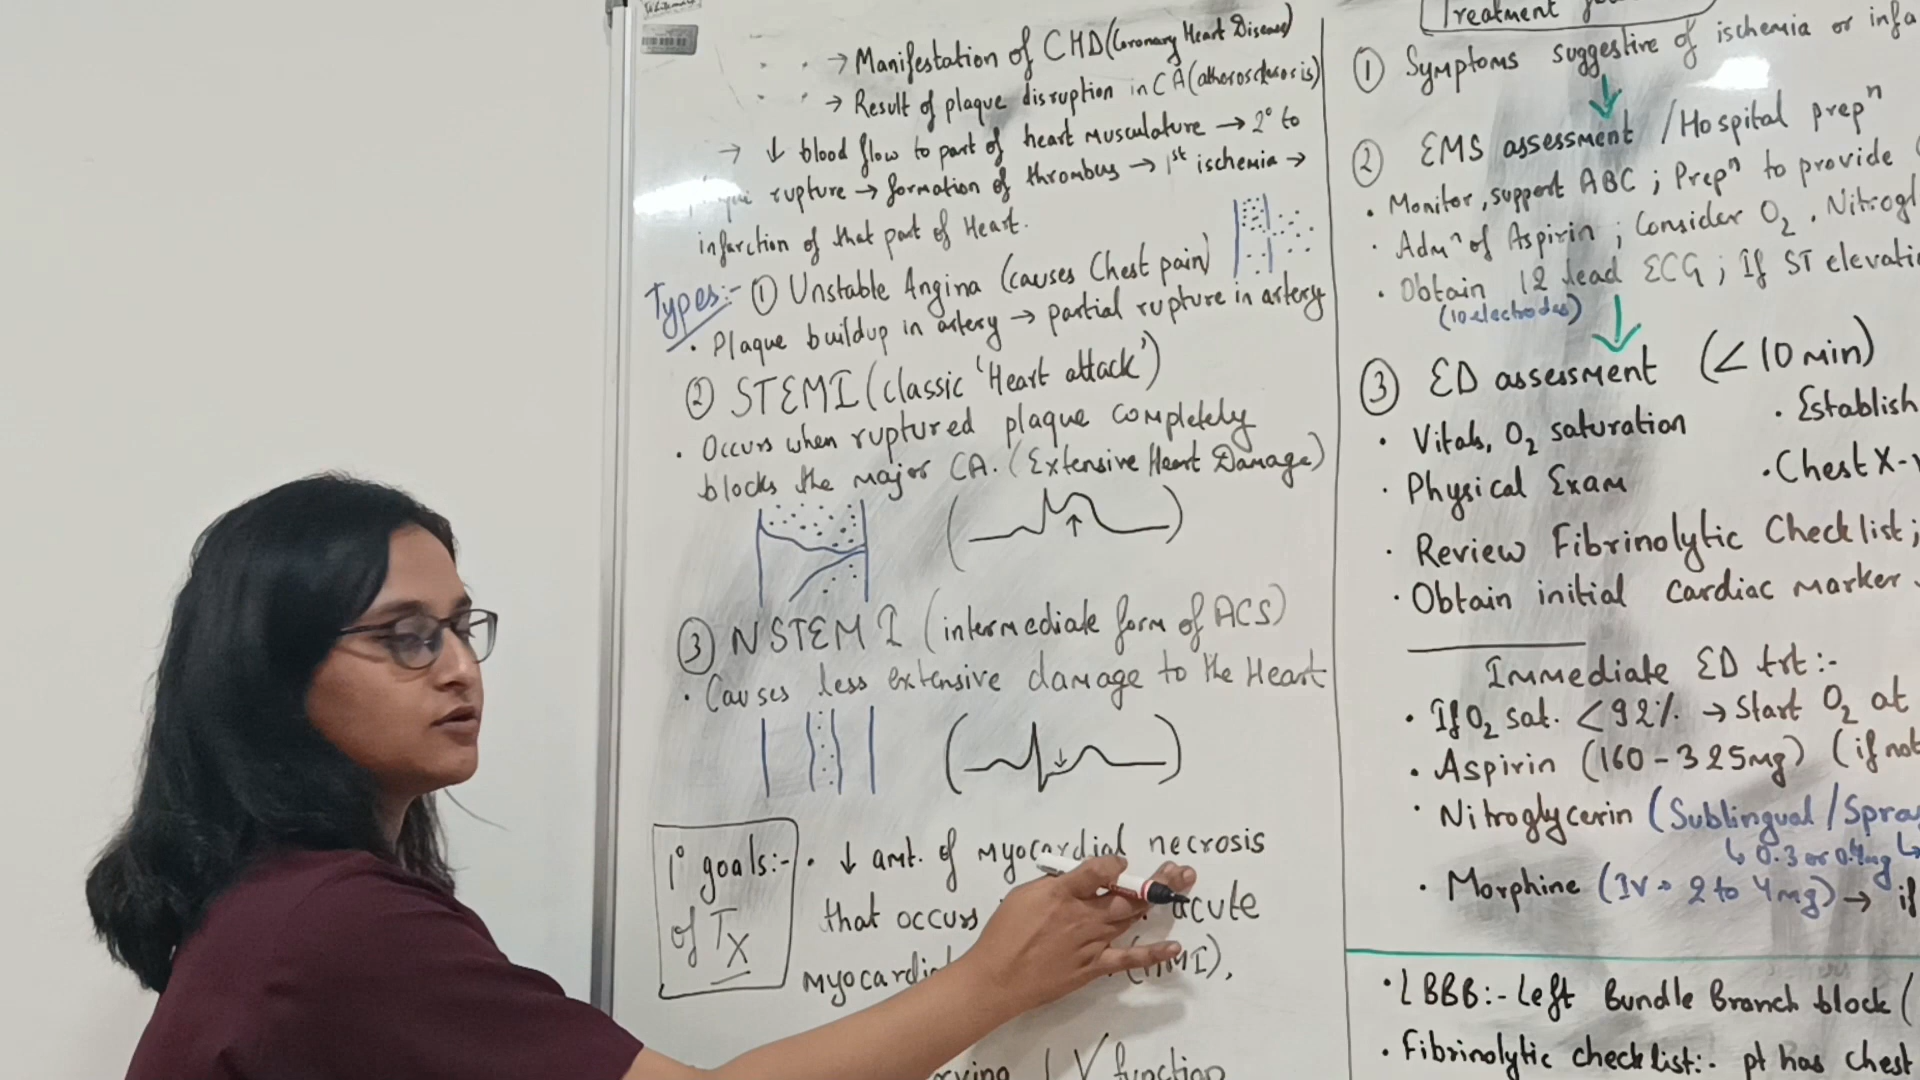 → Manifestation of CHD (Coronary Heart Disease)
→ Result of plaque disruption in CA (atherosclerosis)
→ ↓ blood flow to part of heart musculature → 2° to
rupture → formation of thrombus → 1st ischemia →
infarction of that part of Heart.
Types:- ① Unstable Angina (causes Chest pain)
• Plaque buildup in artery → partial rupture in artery
② STEMI (classic 'Heart attack')
• Occurs when ruptured plaque completely
blocks the major CA. (Extensive Heart Damage)
③ NSTEMI (intermediate form of ACS)
• Causes less extensive damage to the Heart
1° goals:-
of Tx
• ↓ amt. of myocardial necrosis
that occurs acute
(AMI),
LV function
Treatment
① Symptoms suggestive of ischemia or
↓
② EMS assessment / Hospital prepⁿ
• Monitor, support ABC ; Prepⁿ to provide
• Admⁿ of Aspirin ; Consider O₂ ,
• Obtain 12 lead ECG ; If ST
(10 electrodes)
↓
③ ED assessment (< 10 min)
• Vitals, O₂ saturation • Establish
• Physical Exam • Chest X-
• Review Fibrinolytic Checklist ;
• Obtain initial cardiac marker
Immediate ED trt:-
• If O₂ sat. < 92% → Start O₂ at
• Aspirin (160 - 325mg) (if not
• Nitroglycerin (Sublingual / Spra
↳ 0.3 or 0.4mg ↳
• Morphine (IV → 2 to 4mg) → if
• LBBB:- Left Bundle Branch block (
• Fibrinolytic checklist:- pt has chest